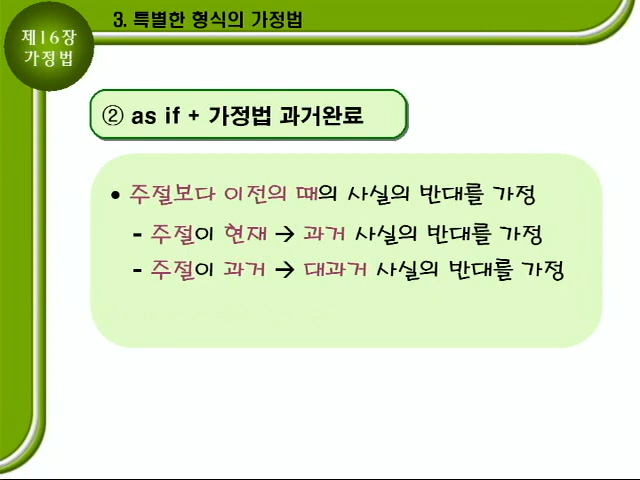 3. 특별한 형식의 가정법
제16장
가정법
② as if + 가정법 과거완료
• 주절보다 이전의 때의 사실의 반대를 가정
- 주절이 현재 → 과거 사실의 반대를 가정
- 주절이 과거 → 대과거 사실의 반대를 가정